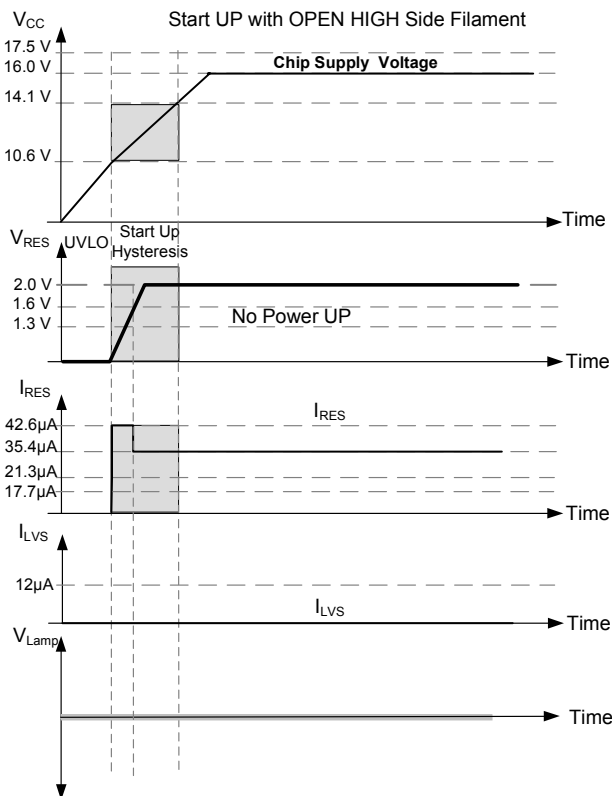 Start UP with OPEN HIGH Side Filament
VCC
17.5 V
16.0 V
Chip Supply Voltage
14.1 V
10.6 V
Time
VRES
UVLO
Start Up
Hysteresis
2.0 V
1.6 V
No Power UP
1.3 V
Time
IRES
IRES
42.6µA
35.4µA
21.3µA
17.7µA
Time
ILVS
12µA
ILVS
Time
VLamp
Time